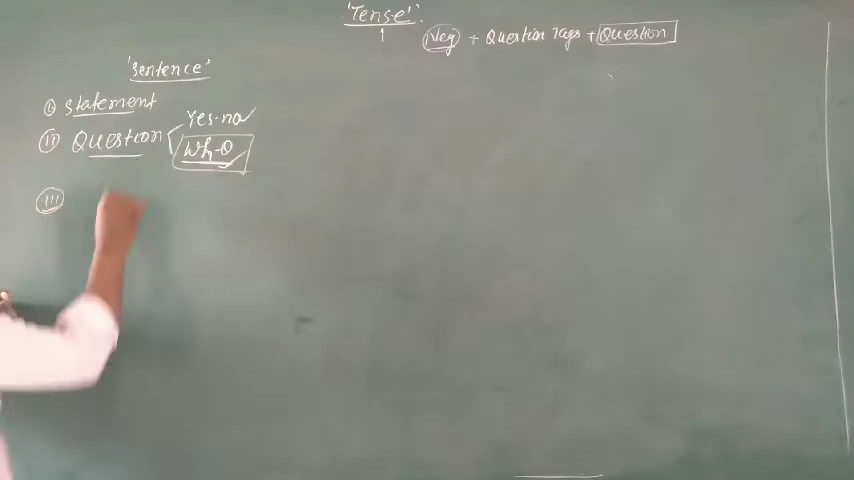 'Tense'
Neg + Question Tags + Question
'Sentence'
(i) Statement
(ii) Question
Yes-no ✓
Wh-Q
(iii)